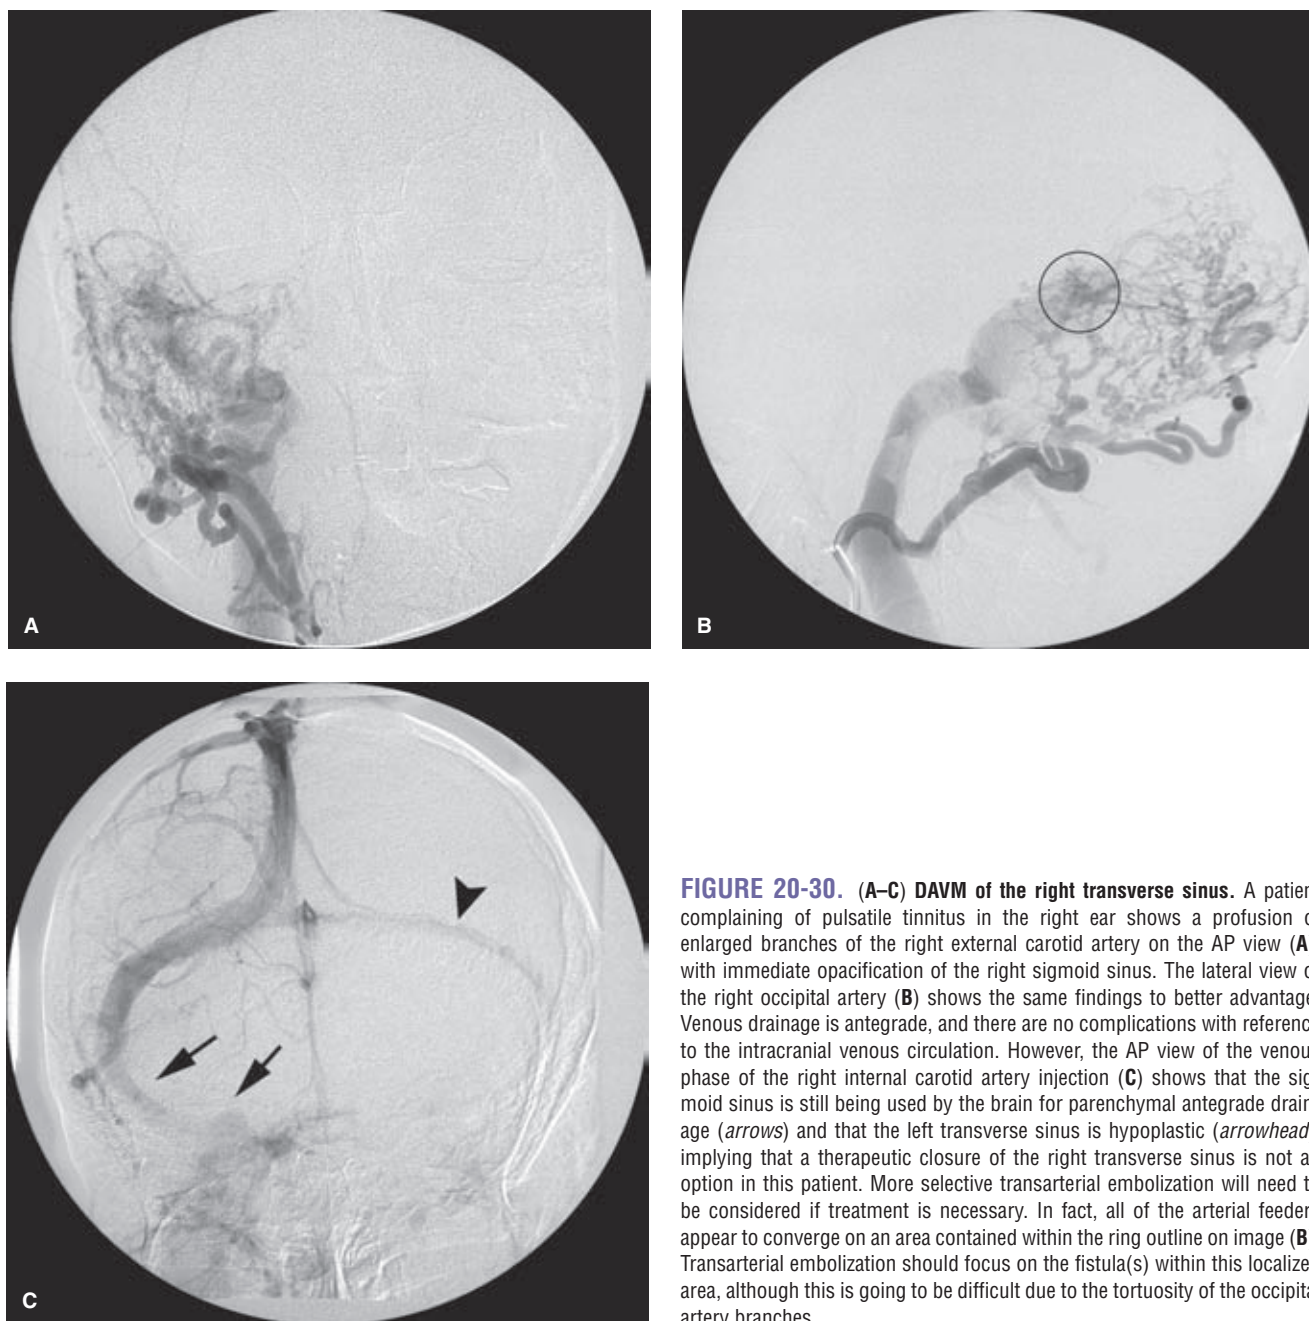 A
B
C
FIGURE 20-30. (A–C) DAVM of the right transverse sinus. A patien
complaining of pulsatile tinnitus in the right ear shows a profusion o
enlarged branches of the right external carotid artery on the AP view (A
with immediate opacification of the right sigmoid sinus. The lateral view o
the right occipital artery (B) shows the same findings to better advantage
Venous drainage is antegrade, and there are no complications with referenc
to the intracranial venous circulation. However, the AP view of the venou
phase of the right internal carotid artery injection (C) shows that the sig
moid sinus is still being used by the brain for parenchymal antegrade drain
age (arrows) and that the left transverse sinus is hypoplastic (arrowhead
implying that a therapeutic closure of the right transverse sinus is not a
option in this patient. More selective transarterial embolization will need t
be considered if treatment is necessary. In fact, all of the arterial feeder
appear to converge on an area contained within the ring outline on image (B
Transarterial embolization should focus on the fistula(s) within this localize
area, although this is going to be difficult due to the tortuosity of the occipita
artery branches